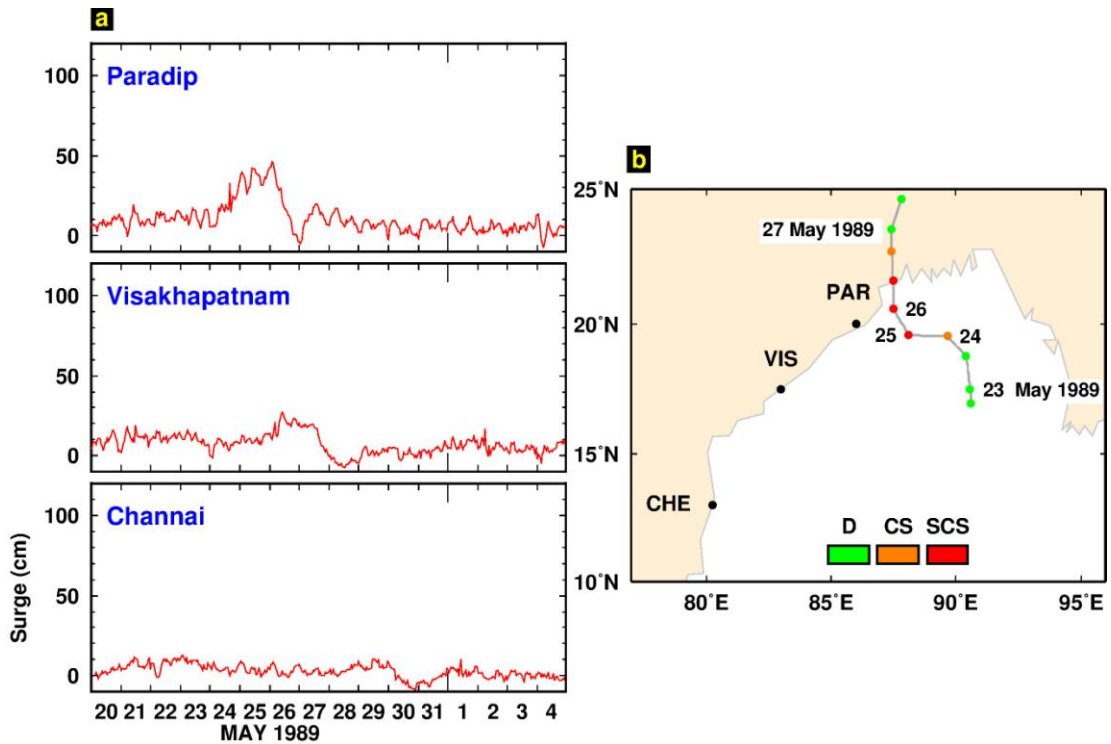 a
Paradip
100
50
0
Visakhapatnam
100
50
0
Channai
100
50
0
Surge (cm)
20 21 22 23 24 25 26 27 28 29 30 31 1 2 3 4
MAY 1989
b
25°N
20°N
15°N
10°N
27 May 1989
PAR
26
25
24
VIS
23 May 1989
CHE
D CS SCS
80°E 85°E 90°E 95°E